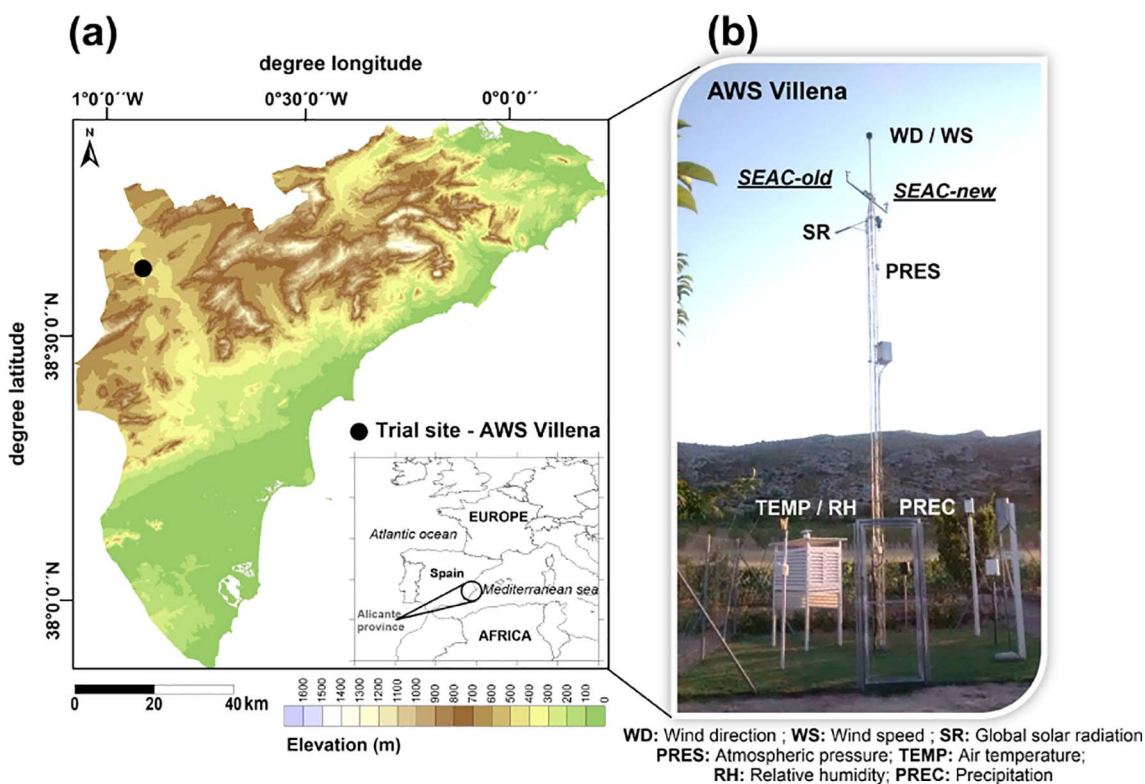 (a)
degree longitude
1°0'0''W
0°30'0''W
0°0'0''
N
degree latitude
38°30'0''N
38°0'0''N
Trial site - AWS Villena
EUROPE
Atlantic ocean
Spain
Mediterranean sea
Alicante
province
AFRICA
0 20 40 km
1600 1500 1400 1300 1200 1100 1000 900 800 700 600 500 400 300 200 100 0
Elevation (m)
(b)
AWS Villena
WD / WS
SEAC-old
SEAC-new
SR
PRES
TEMP / RH
PREC
WD: Wind direction ; WS: Wind speed ; SR: Global solar radiation
PRES: Atmospheric pressure; TEMP: Air temperature;
RH: Relative humidity; PREC: Precipitation